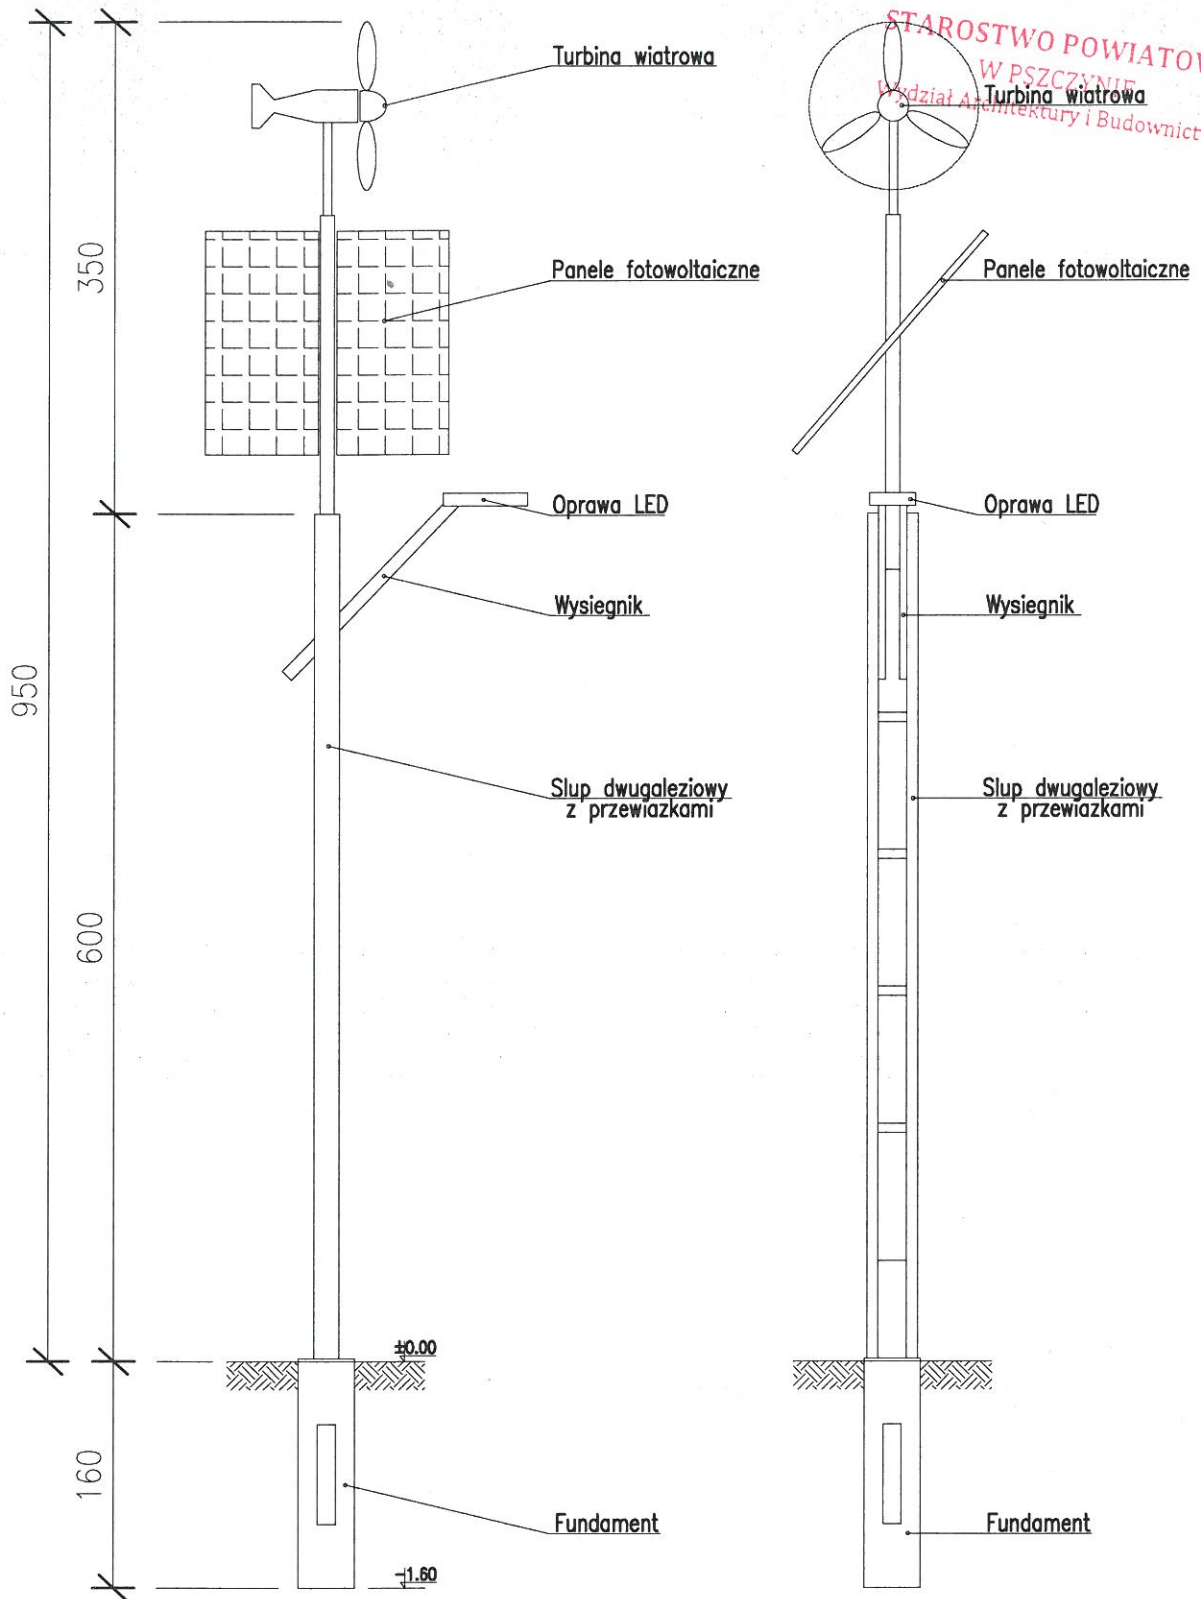 STAROSTWO POWIATOW
W PSZCZYNIE
Wydział Architektury i Budownict
Turbina wiatrowa
Turbina wiatrowa
350
Panele fotowoltaiczne
Panele fotowoltaiczne
Oprawa LED
Oprawa LED
Wysiegnik
Wysiegnik
950
Slup dwugaleziowy
z przewiazkami
Slup dwugaleziowy
z przewiazkami
600
±0.00
160
Fundament
Fundament
-1.60